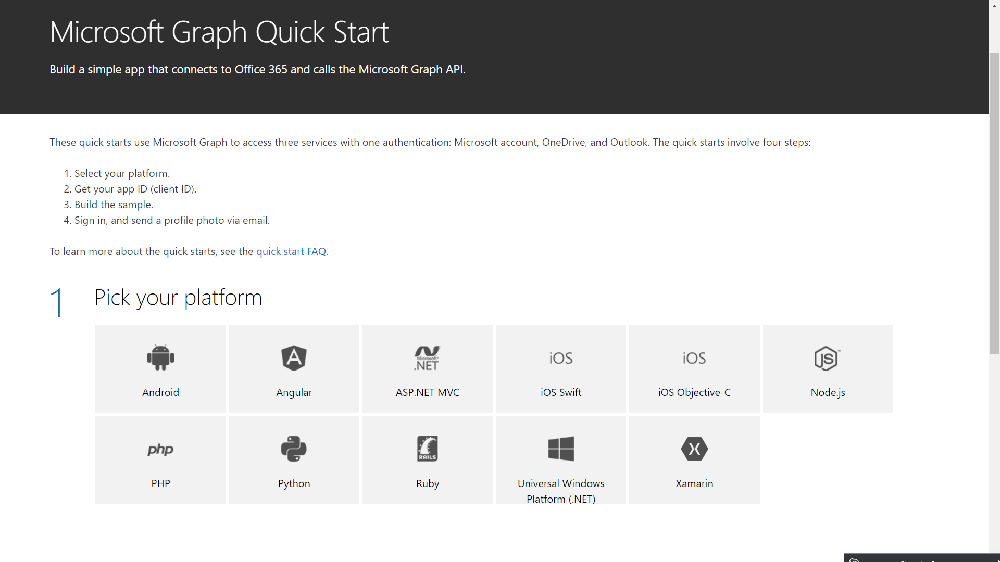 Microsoft Graph Quick Start
Build a simple app that connects to Office 365 and calls the Microsoft Graph API.
These quick starts use Microsoft Graph to access three services with one authentication: Microsoft account, OneDrive, and Outlook. The quick starts involve four steps:
1. Select your platform.
2. Get your app ID (client ID).
3. Build the sample.
4. Sign in, and send a profile photo via email.
To learn more about the quick starts, see the quick start FAQ.
1
Pick your platform
Microsoft
.NET
iOS
iOS
JS™
Android
Angular
ASP.NET MVC
iOS Swift
iOS Objective-C
Node.js
php
RAILS
PHP
Python
Ruby
Universal Windows
Platform (.NET)
Xamarin